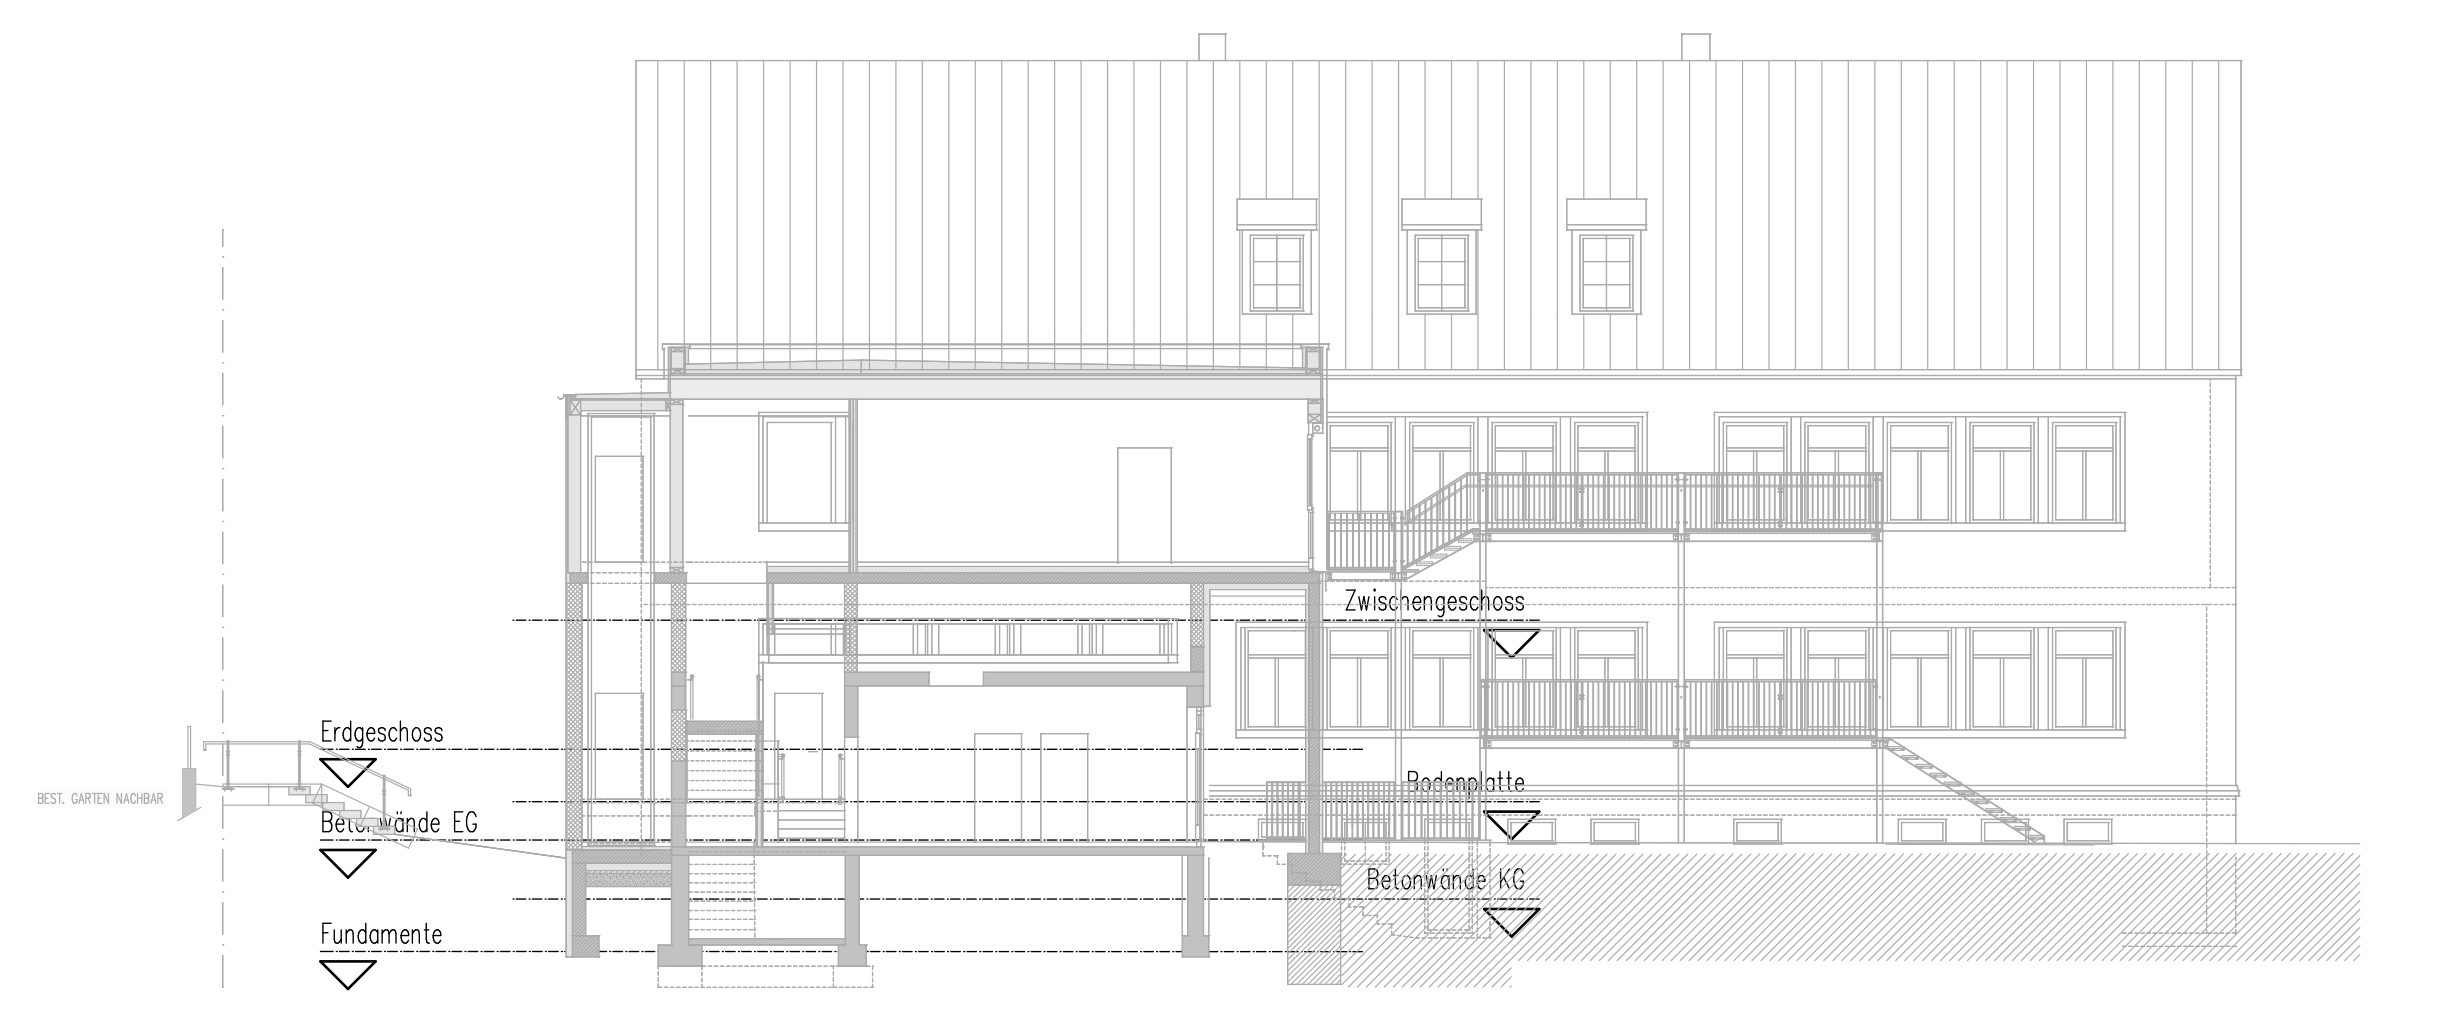 Zwischengeschoss
Erdgeschoss
Bodenplatte
BEST. GARTEN NACHBAR
Betonwände EG
Betonwände KG
Fundamente